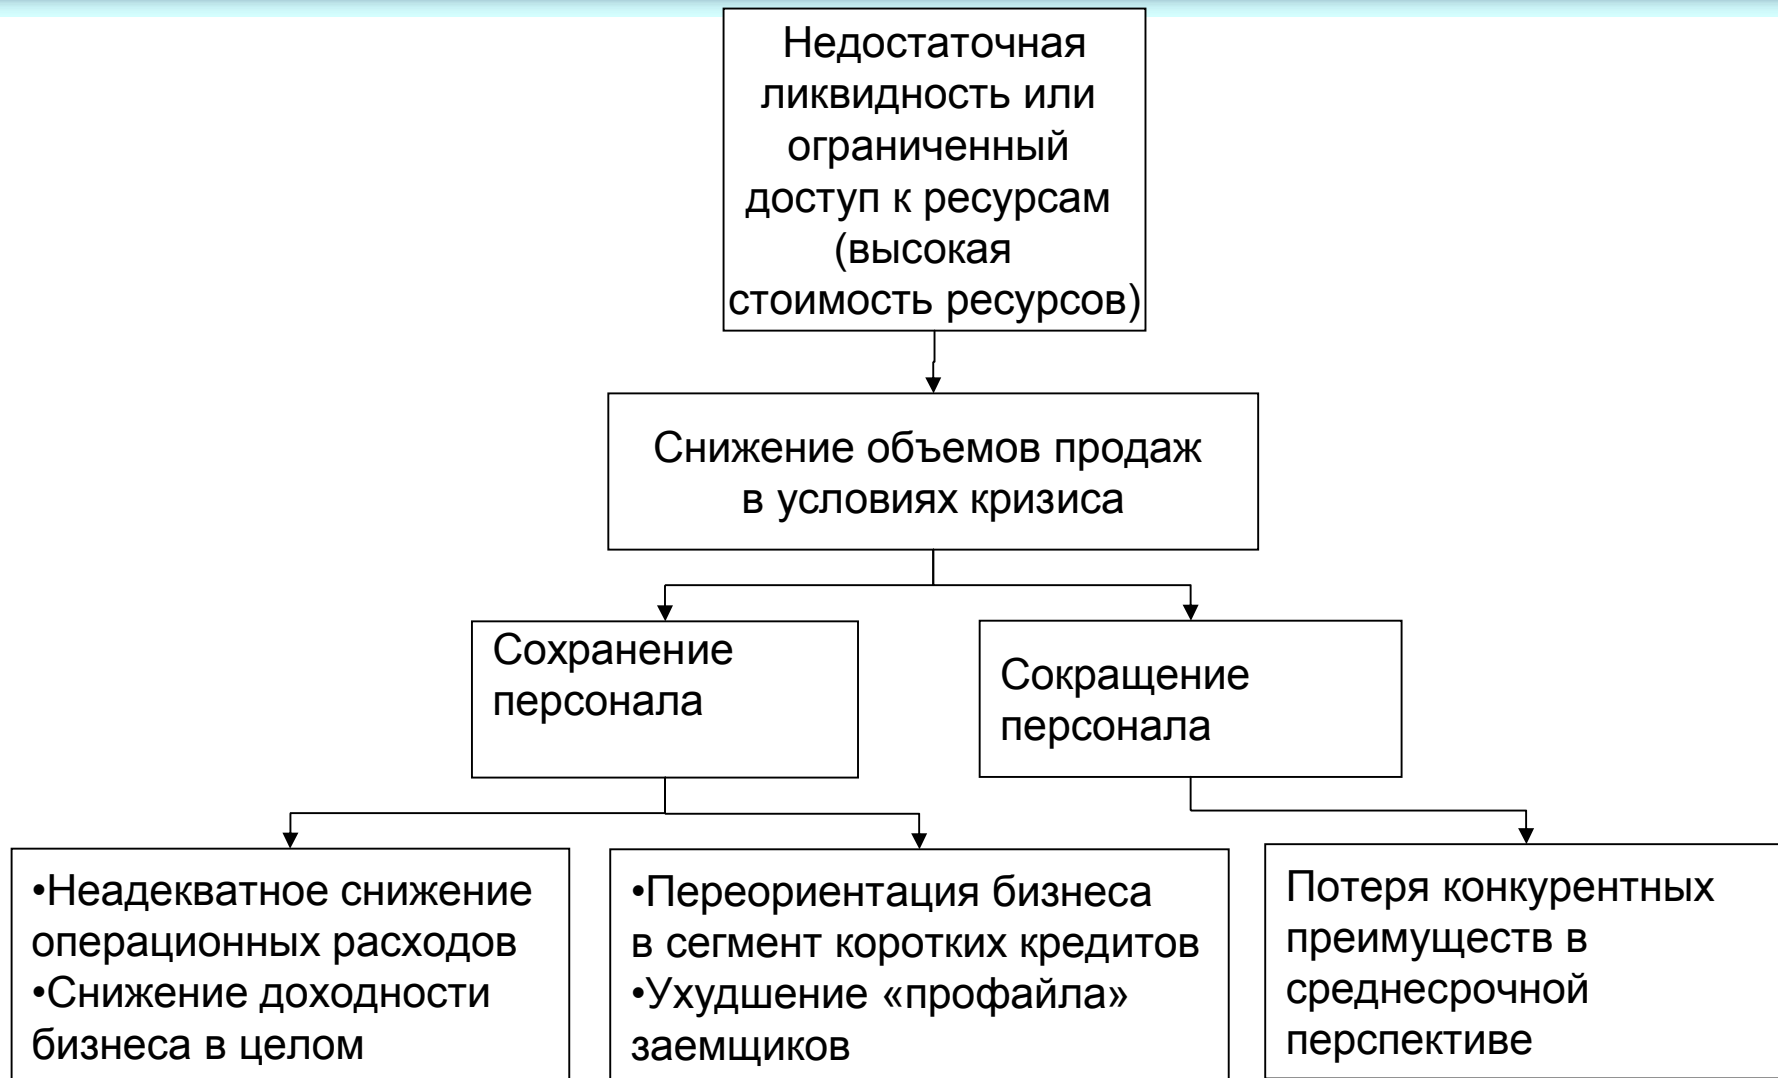 Недостаточная
ликвидность или
ограниченный
доступ к ресурсам
(высокая
стоимость ресурсов)
Снижение объемов продаж
в условиях кризиса
Сохранение
персонала
Сокращение
персонала
•Неадекватное снижение
операционных расходов
•Снижение доходности
бизнеса в целом
•Переориентация бизнеса
в сегмент коротких кредитов
•Ухудшение «профайла»
заемщиков
Потеря конкурентных
преимуществ в
среднесрочной
перспективе